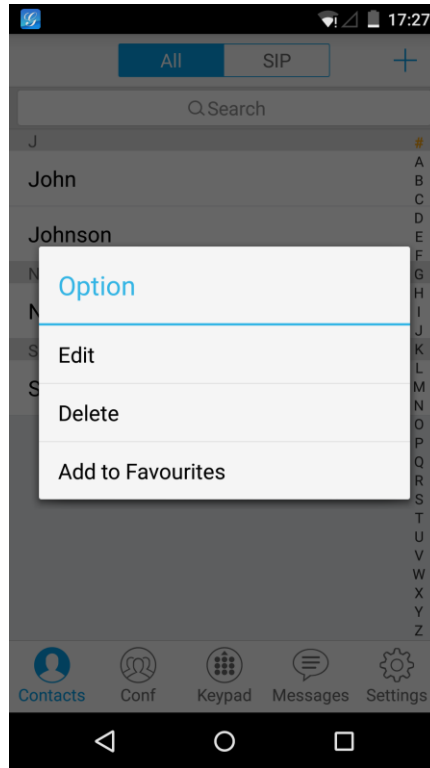 17:27
All SIP +
Search
J
John
Johnson
N
N
S
S
Option
Edit
Delete
Add to Favourites
#
A
B
C
D
E
F
G
H
I
J
K
L
M
N
O
P
Q
R
S
T
U
V
W
X
Y
Z
Contacts Conf Keypad Messages Settings